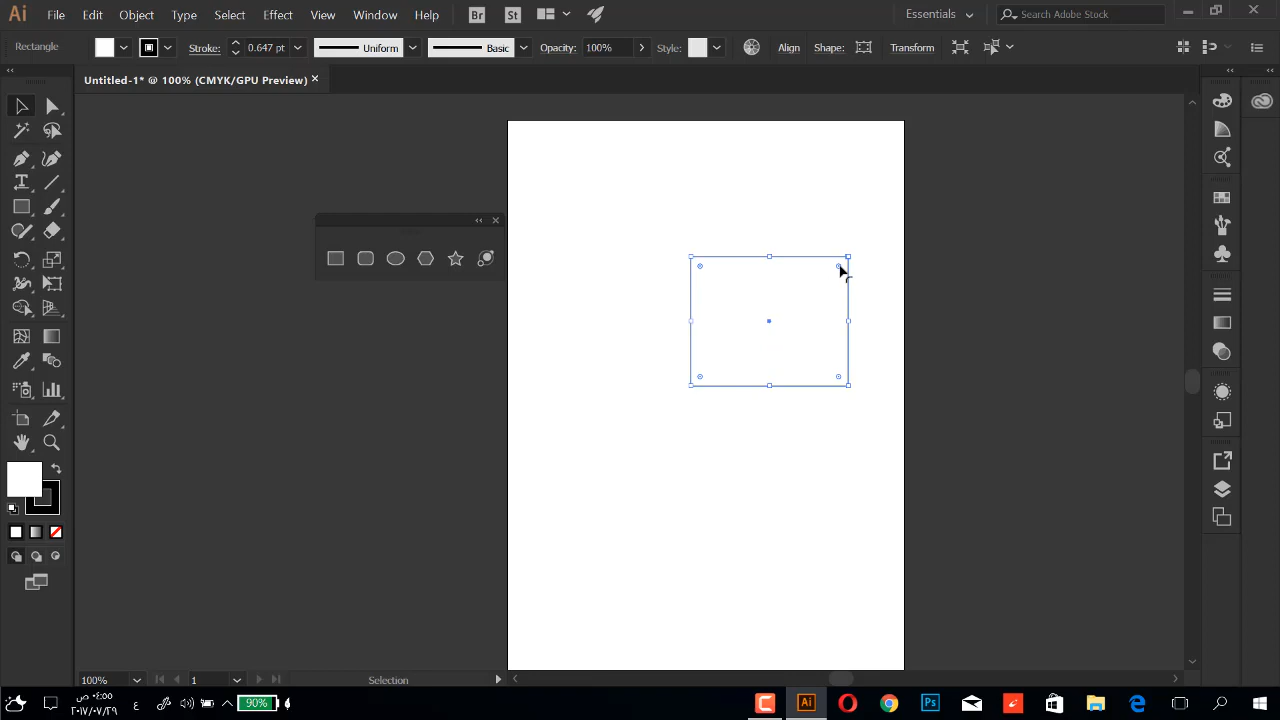 Ai File Edit Object Type Select Effect View Window Help Br St Essentials Search Adobe Stock
Rectangle Stroke: 0.647 pt Uniform Basic Opacity: 100% Style: Align Shape: Transform
Untitled-1* @ 100% (CMYK/GPU Preview)
T
100% 1 Selection
90% ع Ai Ps